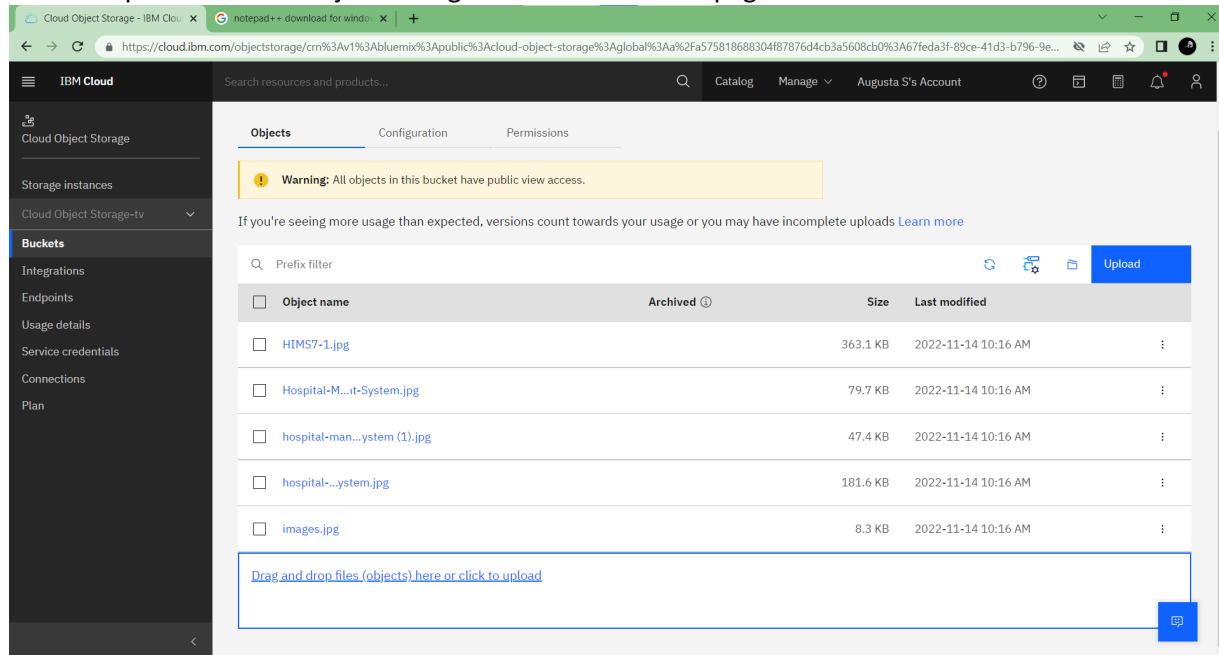 Cloud Object Storage - IBM Clou
notepad++ download for windo
https://cloud.ibm.com/objectstorage/crn%3Av1%3Abluemix%3Apublic%3Acloud-object-storage%3Aglobal%3Aa%2Fa575818688304f87876d4cb3a5608cb0%3A67feda3f-89ce-41d3-b796-9e...
IBM Cloud
Search resources and products...
Catalog
Manage
Augusta S's Account
Cloud Object Storage
Storage instances
Cloud Object Storage-tv
Buckets
Integrations
Endpoints
Usage details
Service credentials
Connections
Plan
Objects
Configuration
Permissions
Warning: All objects in this bucket have public view access.
If you're seeing more usage than expected, versions count towards your usage or you may have incomplete uploads Learn more
Prefix filter
Upload
Object name Archived Size Last modified
HIMS7-1.jpg 363.1 KB 2022-11-14 10:16 AM
Hospital-M...it-System.jpg 79.7 KB 2022-11-14 10:16 AM
hospital-man...ystem (1).jpg 47.4 KB 2022-11-14 10:16 AM
hospital-...ystem.jpg 181.6 KB 2022-11-14 10:16 AM
images.jpg 8.3 KB 2022-11-14 10:16 AM
Drag and drop files (objects) here or click to upload